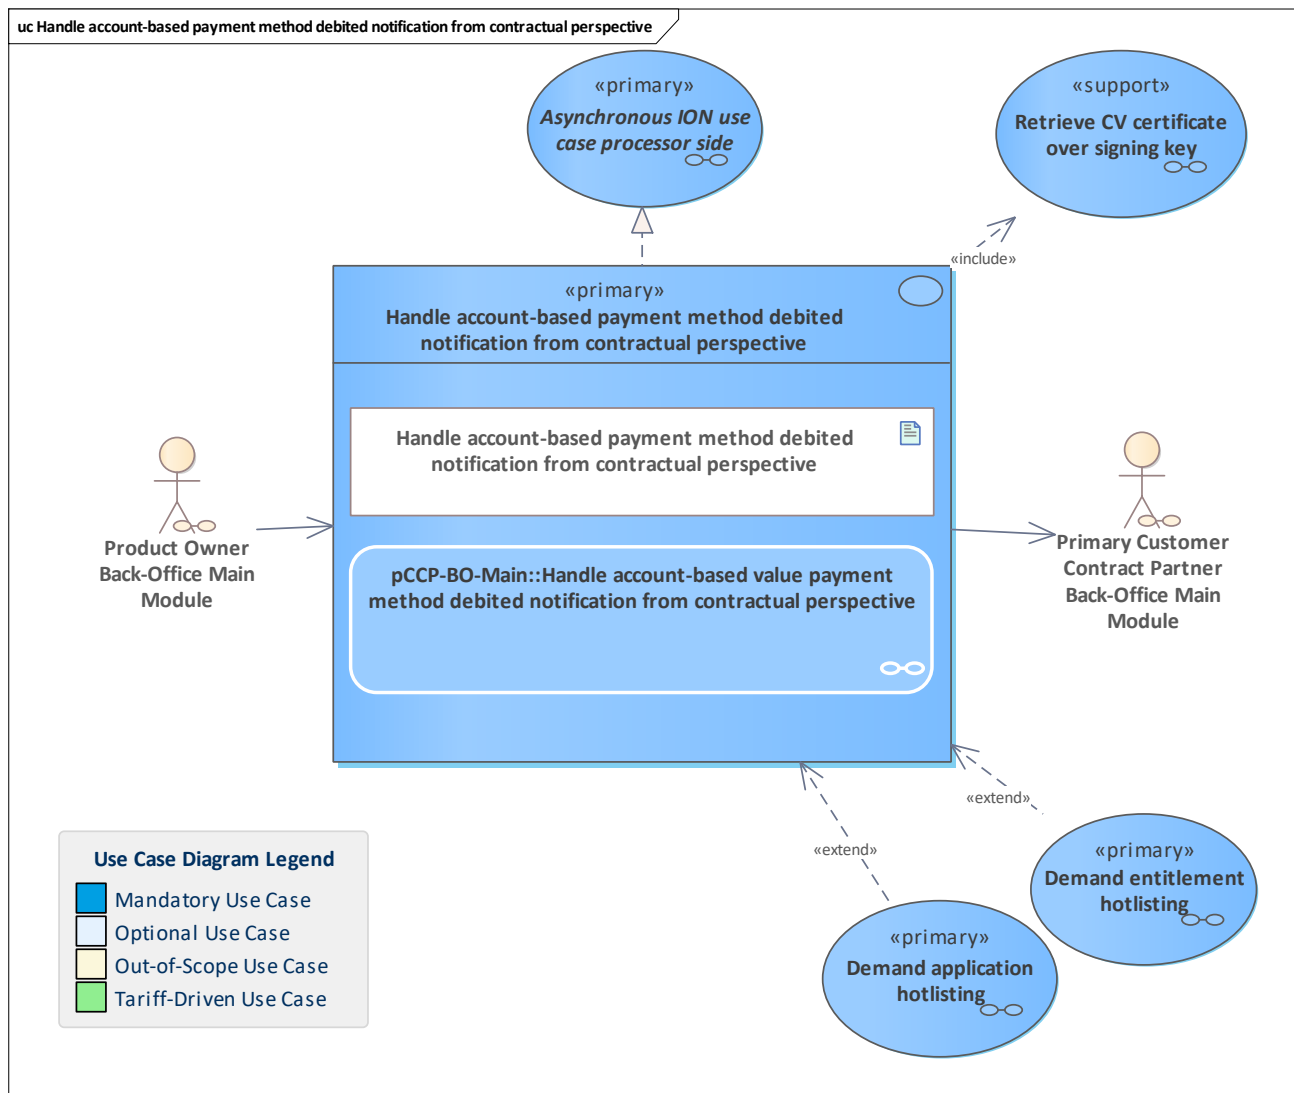 uc Handle account-based payment method debited notification from contractual perspective
«primary»
Asynchronous ION use
case processor side
«support»
Retrieve CV certificate
over signing key
«include»
«primary»
Handle account-based payment method debited
notification from contractual perspective
Handle account-based payment method debited
notification from contractual perspective
Product Owner
Back-Office Main
Module
pCCP-BO-Main::Handle account-based value payment
method debited notification from contractual perspective
Primary Customer
Contract Partner
Back-Office Main
Module
«extend»
«extend»
«primary»
Demand entitlement
hotlisting
«primary»
Demand application
hotlisting
Use Case Diagram Legend
Mandatory Use Case
Optional Use Case
Out-of-Scope Use Case
Tariff-Driven Use Case